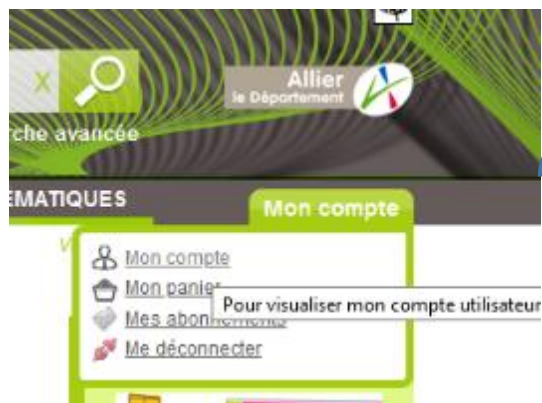 X
Allier
le Département
che avancée
EMATIQUES
Mon compte
V
Mon compte
Mon panier
Pour visualiser mon compte utilisateur
Mes abonnements
Me déconnecter